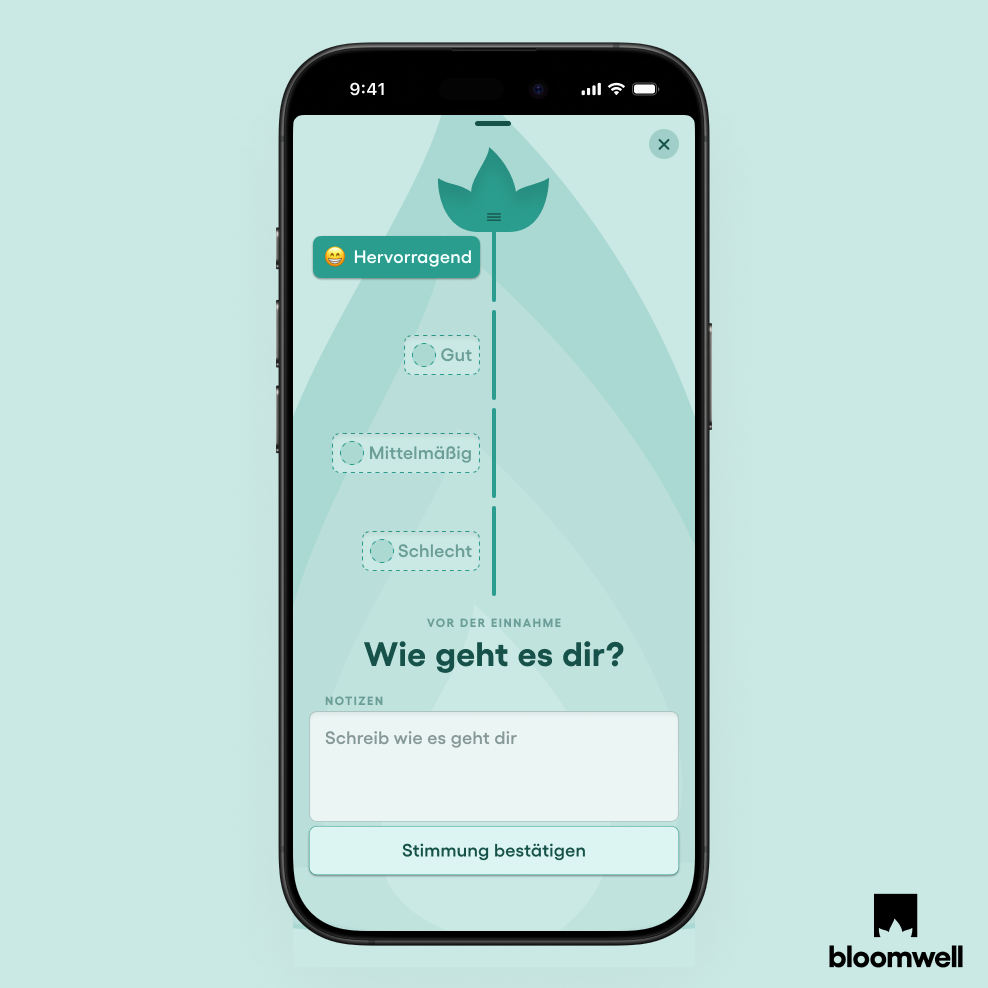 9:41
Hervorragend
Gut
Mittelmäßig
Schlecht
VOR DER EINNAHME
Wie geht es dir?
NOTIZEN
Schreib wie es geht dir
Stimmung bestätigen
bloomwell